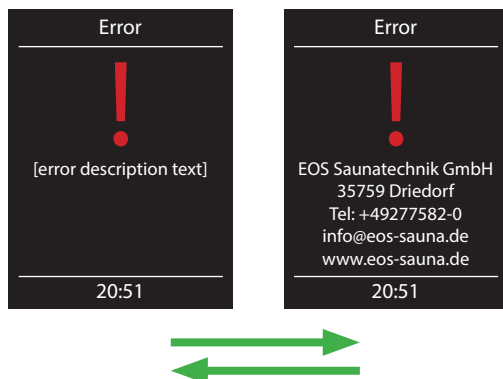 Error
[error description text]
20:51
Error
EOS Saunatechnik GmbH
35759 Driedorf
Tel: +49277582-0
info@eos-sauna.de
www.eos-sauna.de
20:51